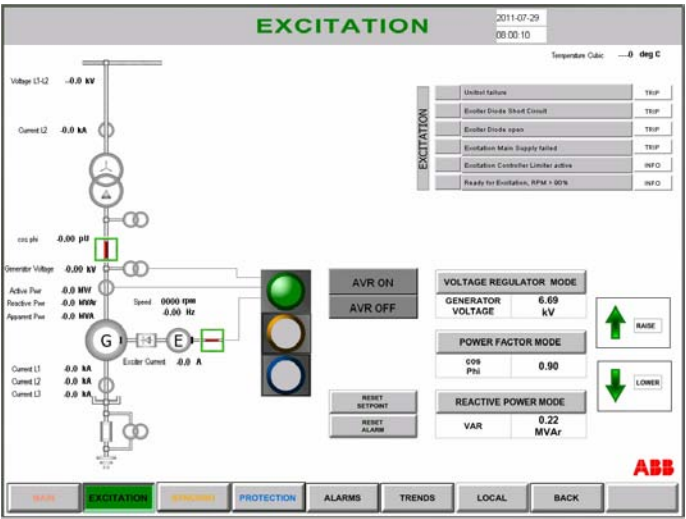 EXCITATION
2011-07-29
08:00:10
Temperature Cubic ----.0 deg C
Voltage L1-L2 -0.0 kV
Current L2 -0.0 kA
cos phi -0.00 pU
Generator Voltage -0.00 kV
Active Pwr -0.0 MW
Reactive Pwr -0.0 MVAr
Apparent Pwr -0.0 MVA
Speed 0000 rpm
-0.00 Hz
G
E
Exciter Current -0.0 A
Current L1 -0.0 kA
Current L2 -0.0 kA
Current L3 -0.0 kA
EXCITATION
Unitrol failure TRIP
Exciter Diode Short Circuit TRIP
Exciter Diode open TRIP
Excitation Main Supply failed TRIP
Excitation Controller Limiter active INFO
Ready for Excitation, RPM > 90% INFO
AVR ON
AVR OFF
RESET
SETPOINT
RESET
ALARM
VOLTAGE REGULATOR MODE
GENERATOR
VOLTAGE
6.69
kV
POWER FACTOR MODE
cos
Phi
0.90
REACTIVE POWER MODE
VAR
0.22
MVAr
RAISE
LOWER
ABB
MAIN
EXCITATION
SYNCHRO
PROTECTION
ALARMS
TRENDS
LOCAL
BACK